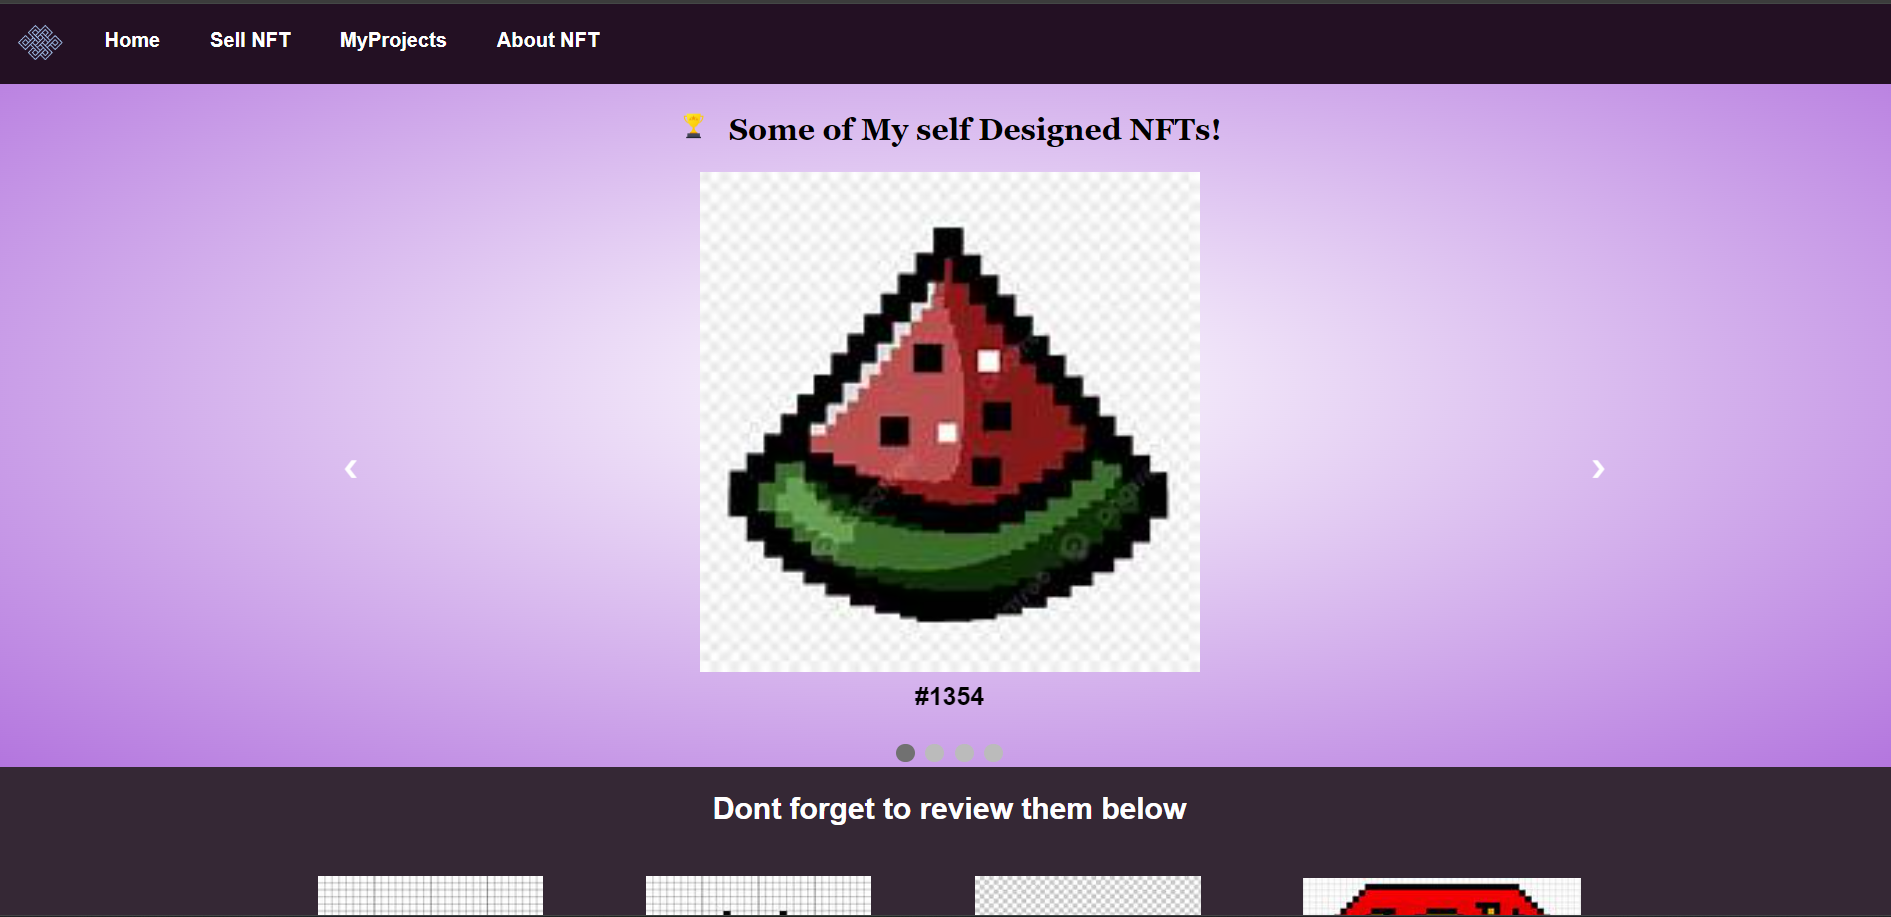 Home Sell NFT MyProjects About NFT
🏆 Some of My self Designed NFTs!
#1354
Dont forget to review them below